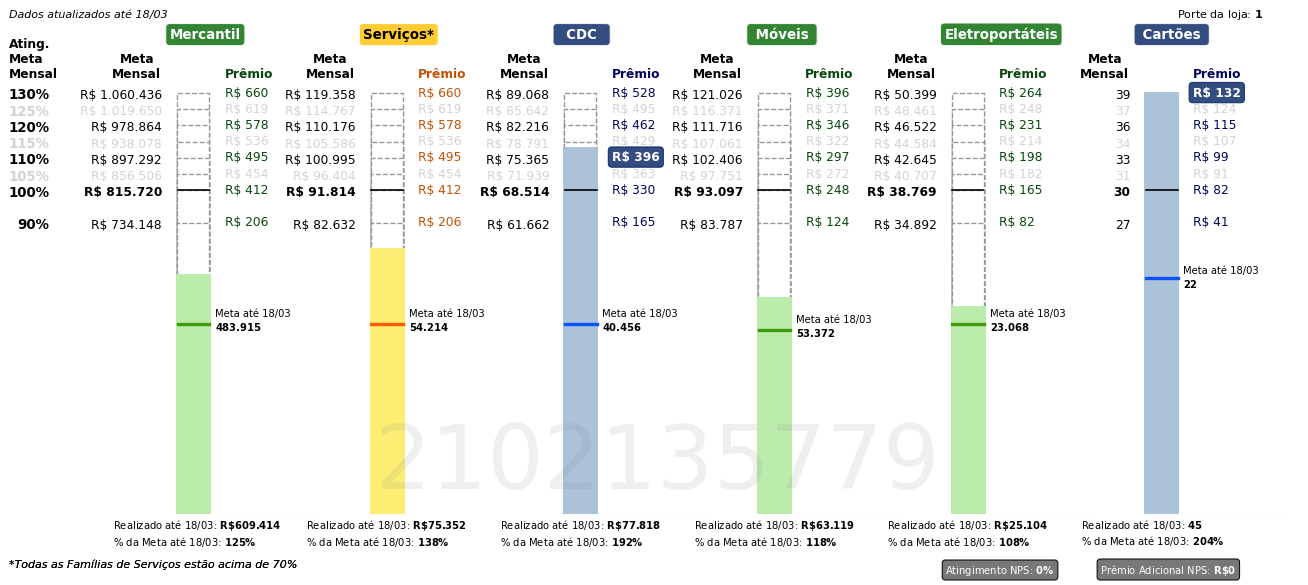 Dados atualizados até 18/03
Porte da loja: 1
Mercantil Serviços* CDC Móveis Eletroportáteis Cartões
Ating. Meta Mensal
Meta Mensal Prêmio Meta Mensal Prêmio Meta Mensal Prêmio Meta Mensal Prêmio Meta Mensal Prêmio Meta Mensal Prêmio
130% R$ 1.060.436 R$ 660 R$ 119.358 R$ 660 R$ 89.068 R$ 528 R$ 121.026 R$ 396 R$ 50.399 R$ 264 39 R$ 132
125% R$ 1.019.650 R$ 619 R$ 114.767 R$ 619 R$ 85.642 R$ 495 R$ 116.371 R$ 371 R$ 48.461 R$ 248 37 R$ 124
120% R$ 978.864 R$ 578 R$ 110.176 R$ 578 R$ 82.216 R$ 462 R$ 111.716 R$ 346 R$ 46.522 R$ 231 36 R$ 115
115% R$ 938.078 R$ 536 R$ 105.586 R$ 536 R$ 78.791 R$ 429 R$ 107.061 R$ 322 R$ 44.584 R$ 214 34 R$ 107
110% R$ 897.292 R$ 495 R$ 100.995 R$ 495 R$ 75.365 R$ 396 R$ 102.406 R$ 297 R$ 42.645 R$ 198 33 R$ 99
105% R$ 856.506 R$ 454 R$ 96.404 R$ 454 R$ 71.939 R$ 363 R$ 97.751 R$ 272 R$ 40.707 R$ 182 31 R$ 91
100% R$ 815.720 R$ 412 R$ 91.814 R$ 412 R$ 68.514 R$ 330 R$ 93.097 R$ 248 R$ 38.769 R$ 165 30 R$ 82
90% R$ 734.148 R$ 206 R$ 82.632 R$ 206 R$ 61.662 R$ 165 R$ 83.787 R$ 124 R$ 34.892 R$ 82 27 R$ 41
Meta até 18/03
22
Meta até 18/03 Meta até 18/03 Meta até 18/03 Meta até 18/03 Meta até 18/03
483.915 54.214 40.456 53.372 23.068
2102135779
Realizado até 18/03: R$609.414 Realizado até 18/03: R$75.352 Realizado até 18/03: R$77.818 Realizado até 18/03: R$63.119 Realizado até 18/03: R$25.104 Realizado até 18/03: 45
% da Meta até 18/03: 125% % da Meta até 18/03: 138% % da Meta até 18/03: 192% % da Meta até 18/03: 118% % da Meta até 18/03: 108% % da Meta até 18/03: 204%
*Todas as Famílias de Serviços estão acima de 70%
Atingimento NPS: 0% Prêmio Adicional NPS: R$0